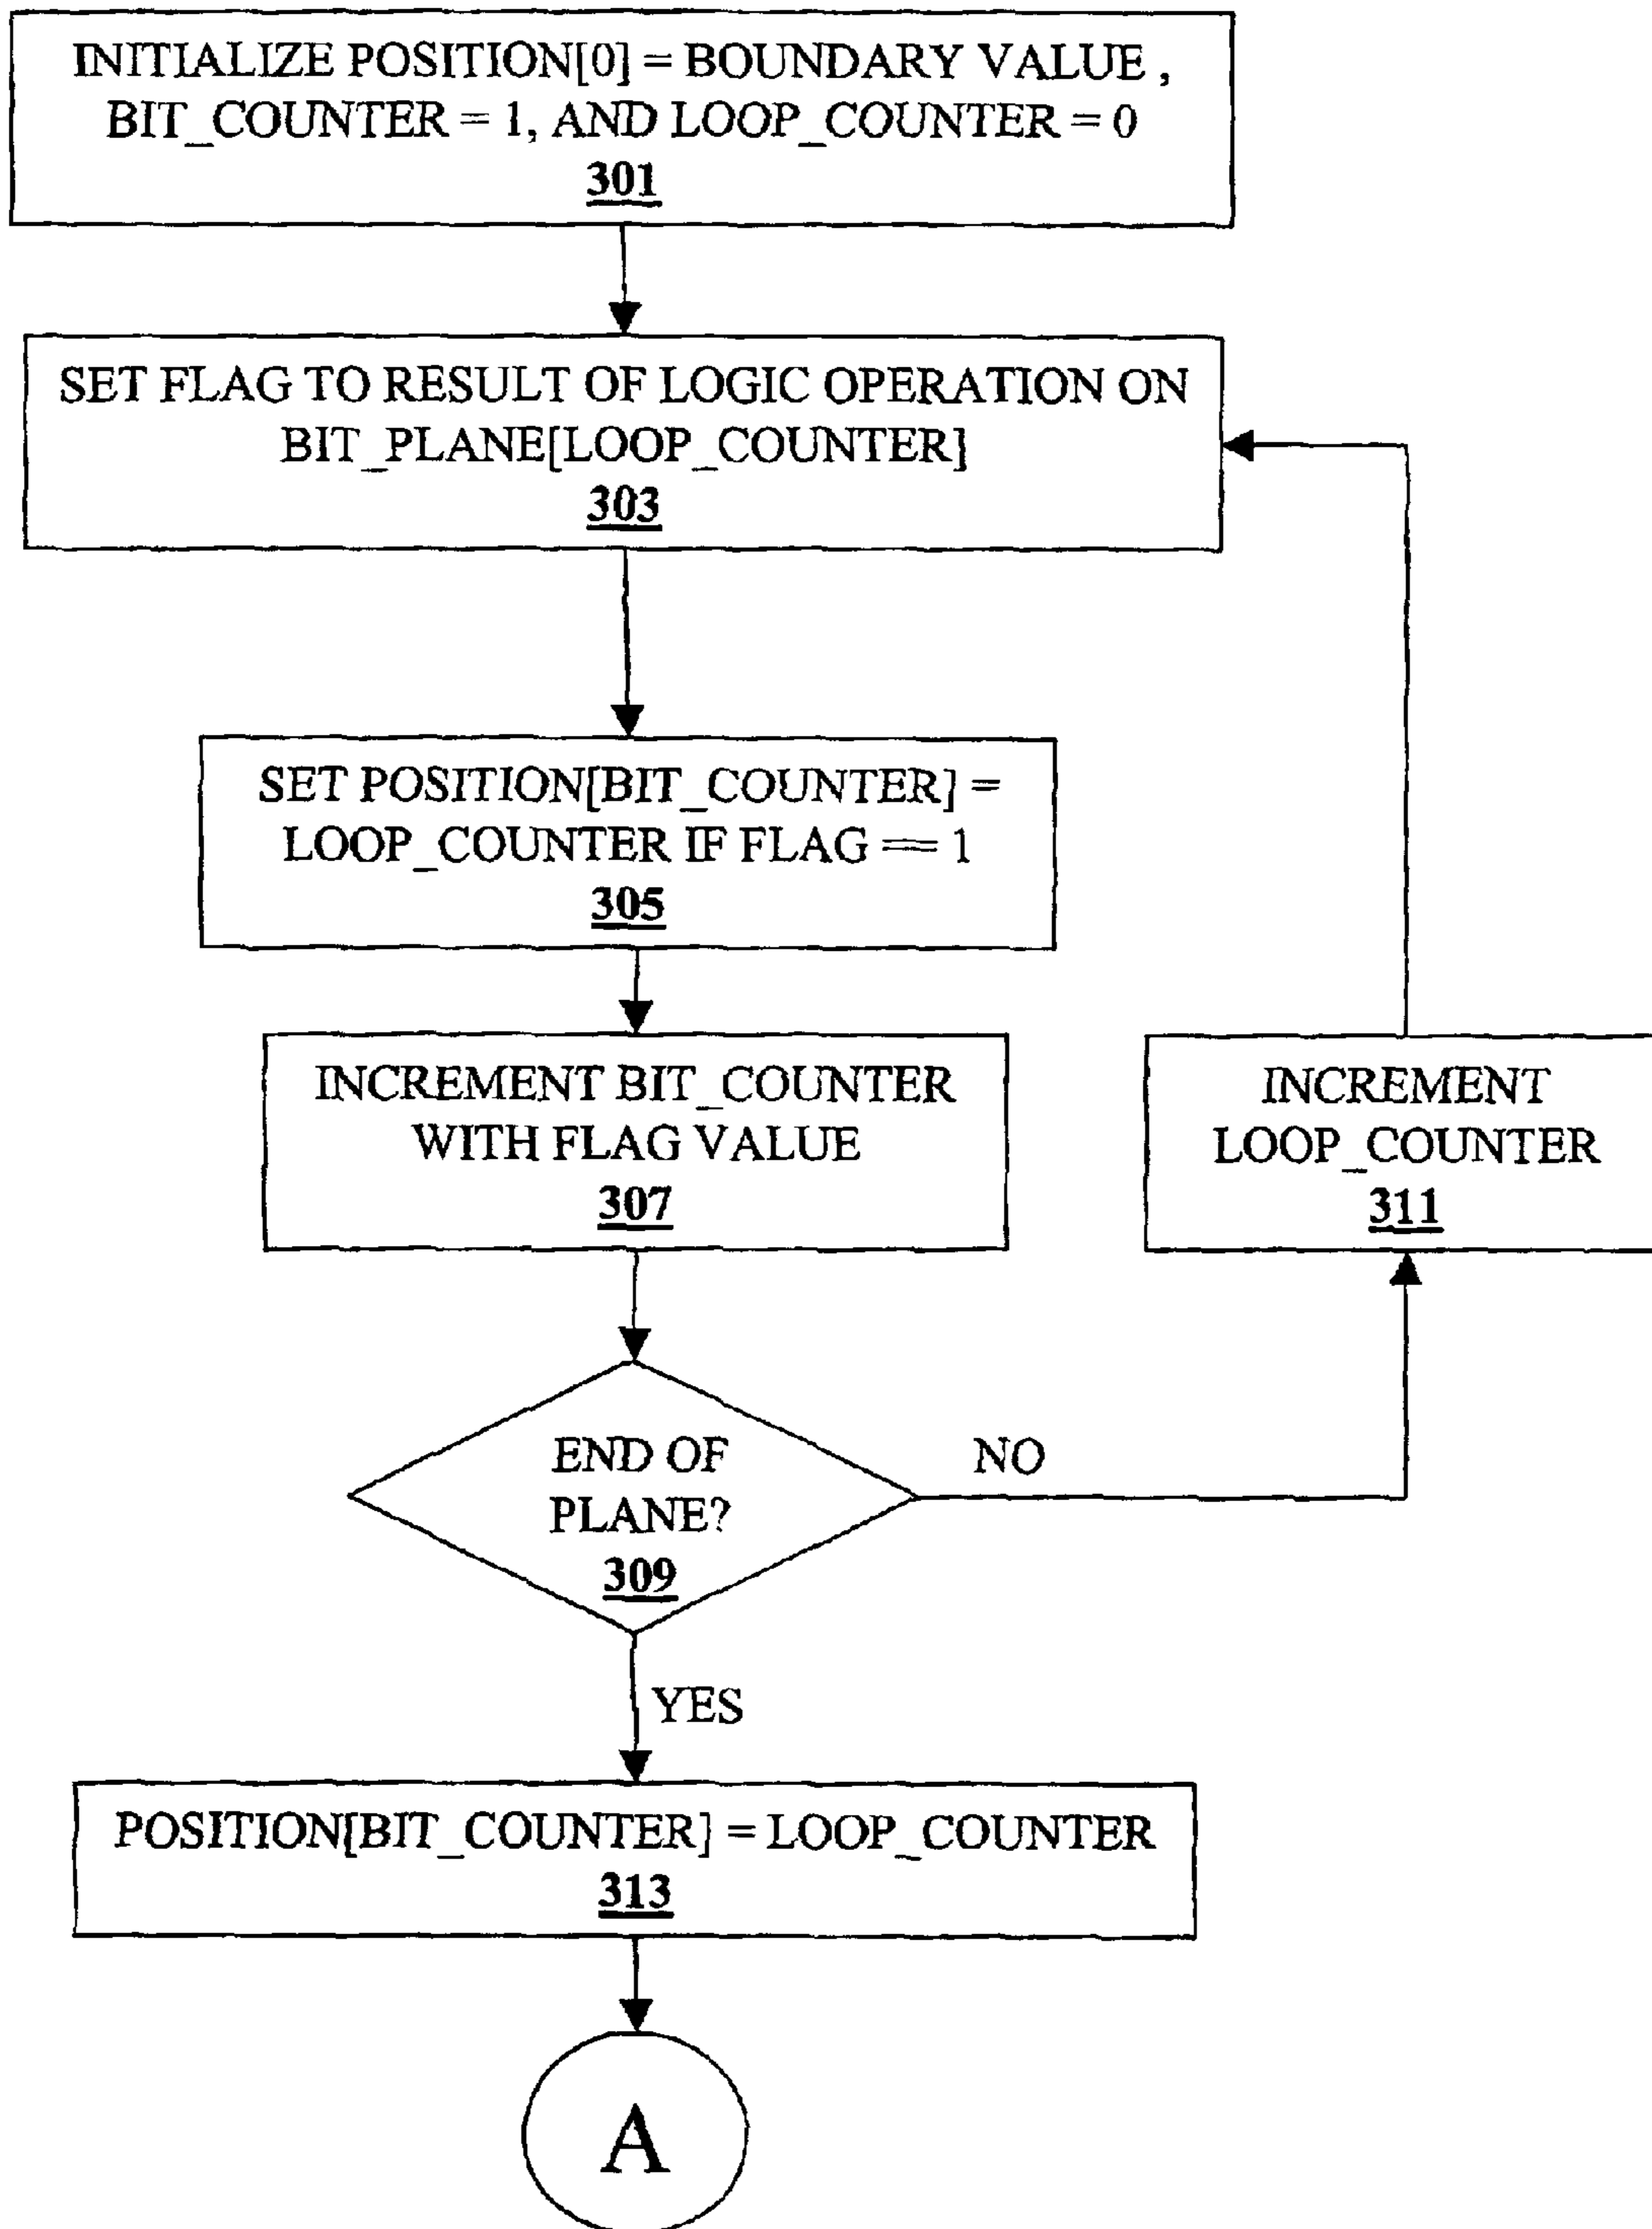 INITIALIZE POSITION[0] = BOUNDARY VALUE ,
BIT_COUNTER = 1, AND LOOP_COUNTER = 0
301
SET FLAG TO RESULT OF LOGIC OPERATION ON
BIT_PLANE[LOOP_COUNTER]
303
SET POSITION[BIT_COUNTER] =
LOOP_COUNTER IF FLAG == 1
305
INCREMENT BIT_COUNTER
WITH FLAG VALUE
307
INCREMENT
LOOP_COUNTER
311
END OF
PLANE?
309
NO
YES
POSITION[BIT_COUNTER] = LOOP_COUNTER
313
A